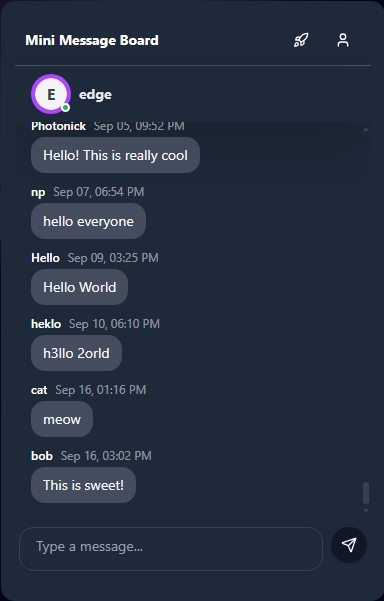 Mini Message Board
E
edge
Photonick Sep 05, 09:52 PM
Hello! This is really cool
np Sep 07, 06:54 PM
hello everyone
Hello Sep 09, 03:25 PM
Hello World
heklo Sep 10, 06:10 PM
h3llo 2orld
cat Sep 16, 01:16 PM
meow
bob Sep 16, 03:02 PM
This is sweet!
Type a message...